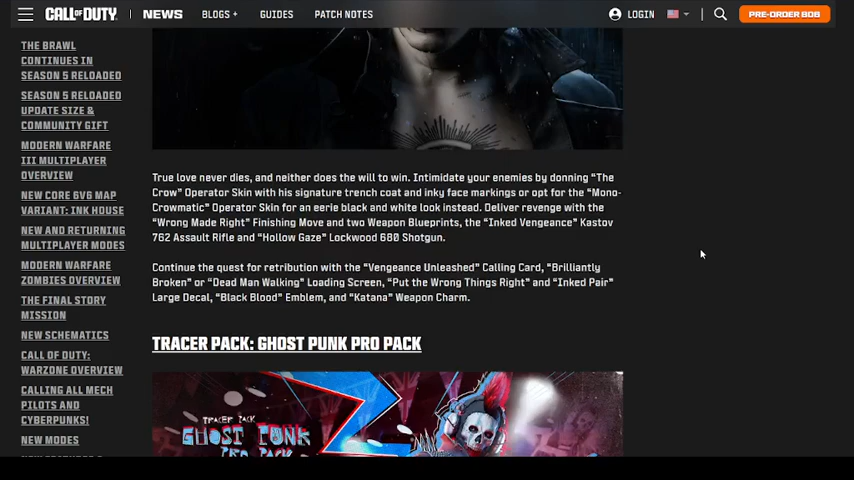 CALL OF DUTY NEWS BLOGS + GUIDES PATCH NOTES LOGIN PRE-ORDER BO6
THE BRAWL
CONTINUES IN
SEASON 5 RELOADED
SEASON 5 RELOADED
UPDATE SIZE &
COMMUNITY GIFT
MODERN WARFARE
III MULTIPLAYER
OVERVIEW
NEW CORE 6V6 MAP
VARIANT: INK HOUSE
NEW AND RETURNING
MULTIPLAYER MODES
MODERN WARFARE
ZOMBIES OVERVIEW
THE FINAL STORY
MISSION
NEW SCHEMATICS
CALL OF DUTY:
WARZONE OVERVIEW
CALLING ALL MECH
PILOTS AND
CYBERPUNKS!
NEW MODES
True love never dies, and neither does the will to win. Intimidate your enemies by donning “The
Crow” Operator Skin with his signature trench coat and inky face markings or opt for the “Mono-
Crowmatic” Operator Skin for an eerie black and white look instead. Deliver revenge with the
“Wrong Made Right” Finishing Move and two Weapon Blueprints, the “Inked Vengeance” Kastov
762 Assault Rifle and “Hollow Gaze” Lockwood 680 Shotgun.
Continue the quest for retribution with the “Vengeance Unleashed” Calling Card, “Brilliantly
Broken” or “Dead Man Walking” Loading Screen, “Put the Wrong Things Right” and “Inked Pair”
Large Decal, “Black Blood” Emblem, and “Katana” Weapon Charm.
TRACER PACK: GHOST PUNK PRO PACK
TRACER PACK
GHOST PUNK
PRO PACK